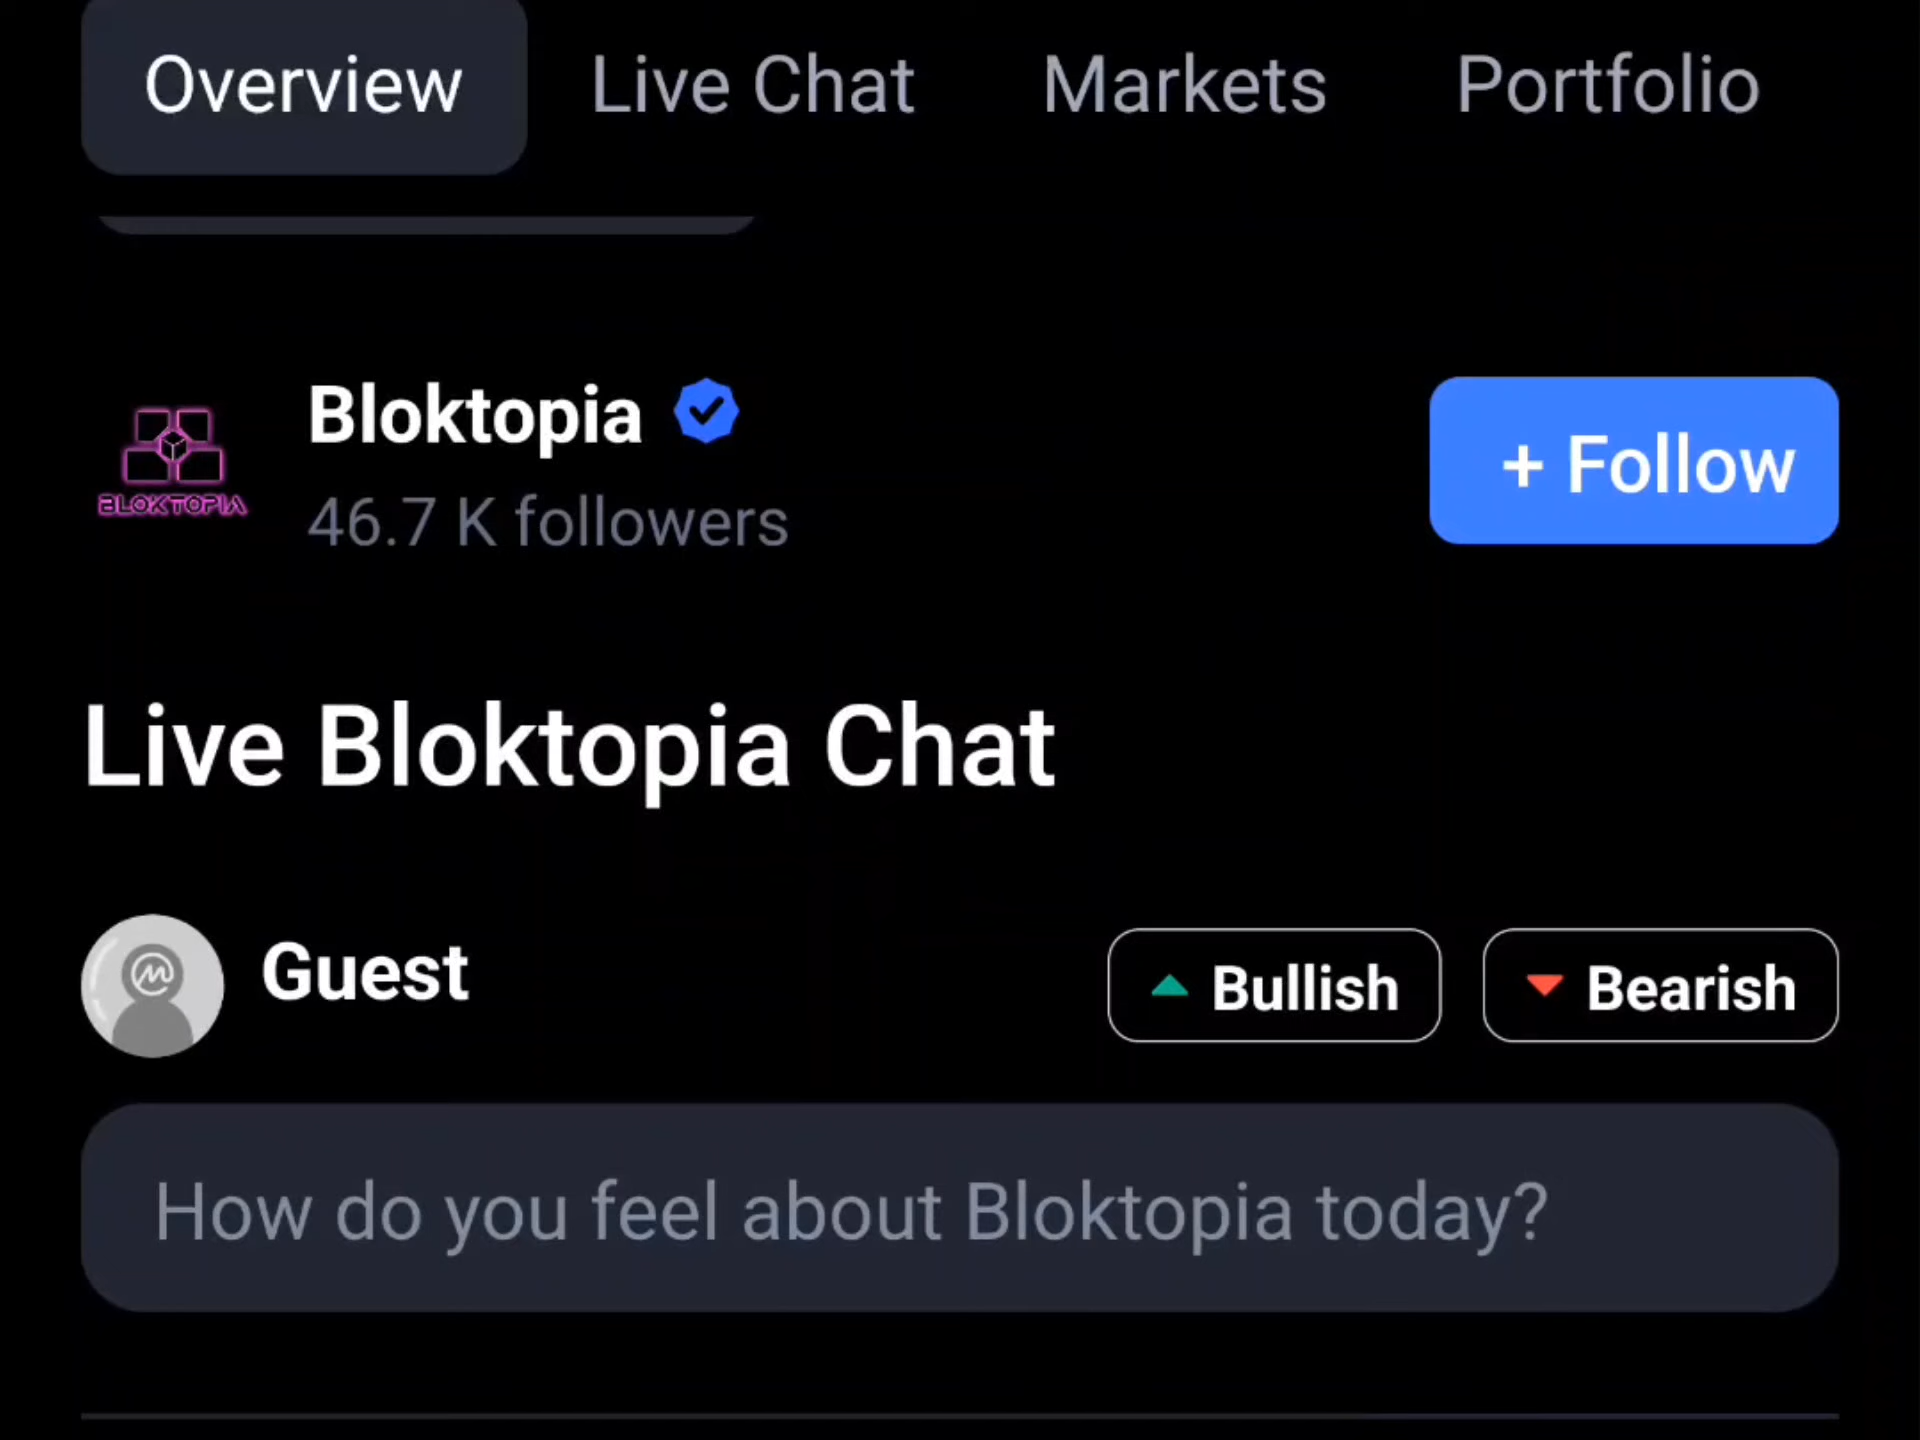 Overview Live Chat Markets Portfolio
Bloktopia
BLOKTOPIA
46.7 K followers
+ Follow
Live Bloktopia Chat
Guest
Bullish
Bearish
How do you feel about Bloktopia today?